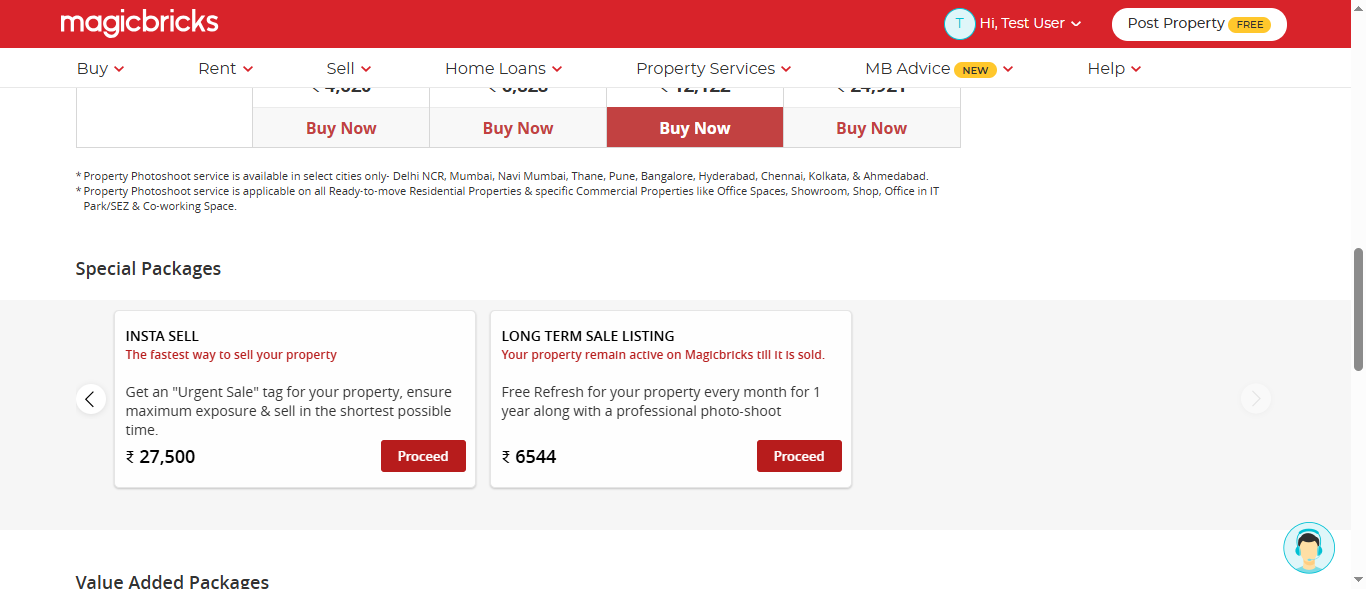 magicbricks
T Hi, Test User Post Property FREE
Buy Rent Sell Home Loans Property Services MB Advice NEW Help
Buy Now Buy Now Buy Now Buy Now
* Property Photoshoot service is available in select cities only- Delhi NCR, Mumbai, Navi Mumbai, Thane, Pune, Bangalore, Hyderabad, Chennai, Kolkata, & Ahmedabad.
* Property Photoshoot service is applicable on all Ready-to-move Residential Properties & specific Commercial Properties like Office Spaces, Showroom, Shop, Office in IT
Park/SEZ & Co-working Space.
Special Packages
INSTA SELL
The fastest way to sell your property
Get an "Urgent Sale" tag for your property, ensure
maximum exposure & sell in the shortest possible
time.
₹ 27,500 Proceed
LONG TERM SALE LISTING
Your property remain active on Magicbricks till it is sold.
Free Refresh for your property every month for 1
year along with a professional photo-shoot
₹ 6544 Proceed
Value Added Packages